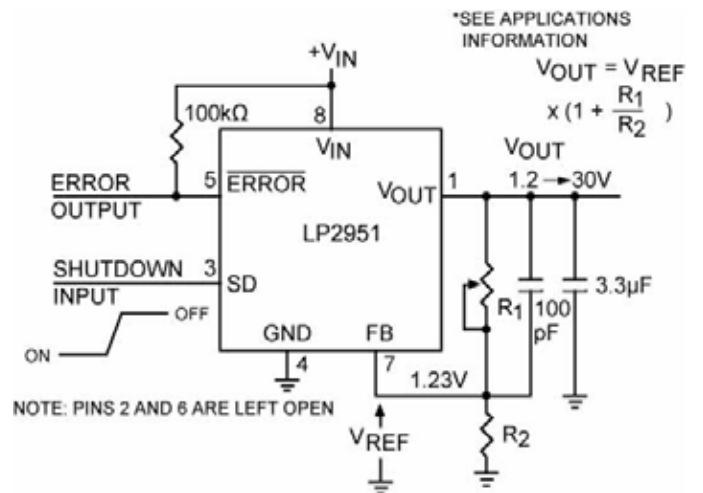 *SEE APPLICATIONS
INFORMATION
+VIN
VOUT = VREF
x (1 + R1
R2 )
100kΩ
8
VIN
VOUT
1.2 → 30V
ERROR
OUTPUT
5
ERROR
VOUT
1
LP2951
SHUTDOWN
INPUT
3
SD
R1
100
pF
3.3µF
OFF
ON
GND
FB
4
7
1.23V
NOTE: PINS 2 AND 6 ARE LEFT OPEN
VREF
R2